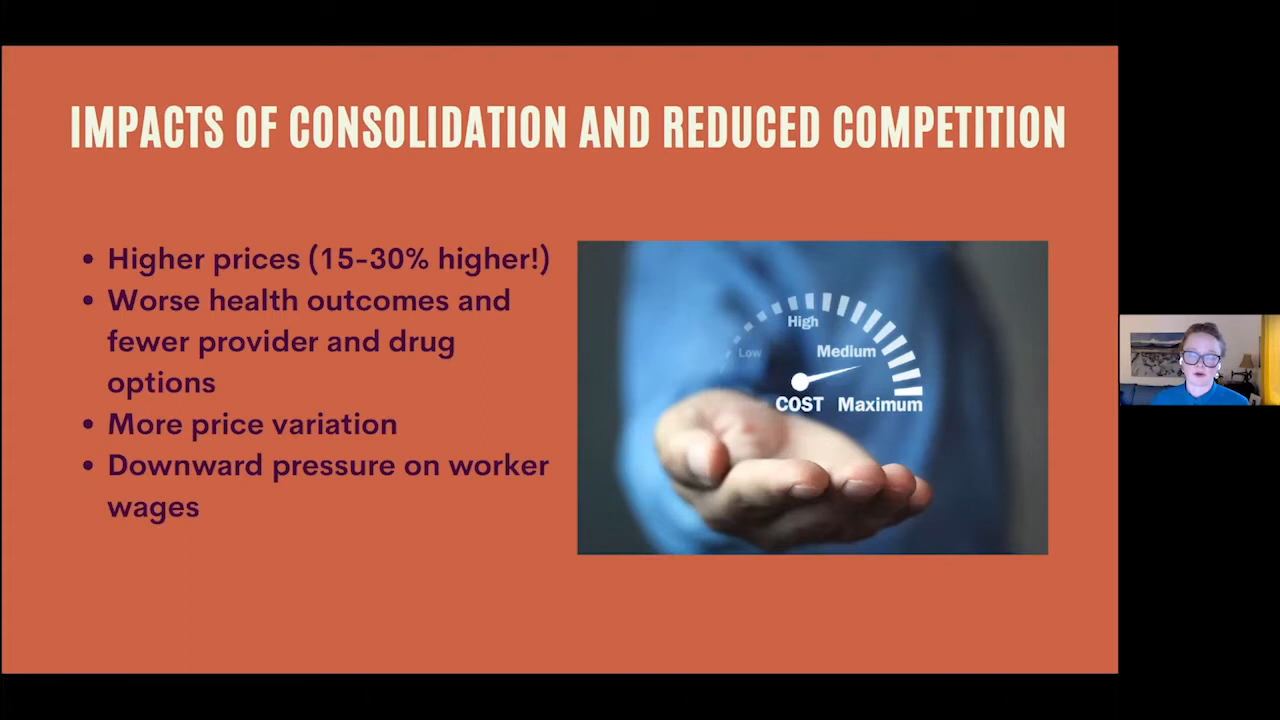 IMPACTS OF CONSOLIDATION AND REDUCED COMPETITION
• Higher prices (15-30% higher!)
• Worse health outcomes and
fewer provider and drug
options
• More price variation
• Downward pressure on worker
wages
High
Low
Medium
COST Maximum